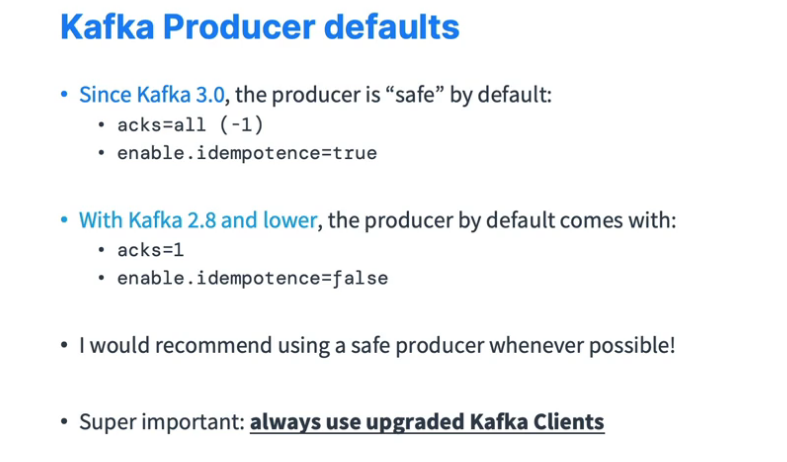 Kafka Producer defaults
• Since Kafka 3.0, the producer is “safe” by default:
• acks=all (-1)
• enable.idempotence=true
• With Kafka 2.8 and lower, the producer by default comes with:
• acks=1
• enable.idempotence=false
• I would recommend using a safe producer whenever possible!
• Super important: always use upgraded Kafka Clients